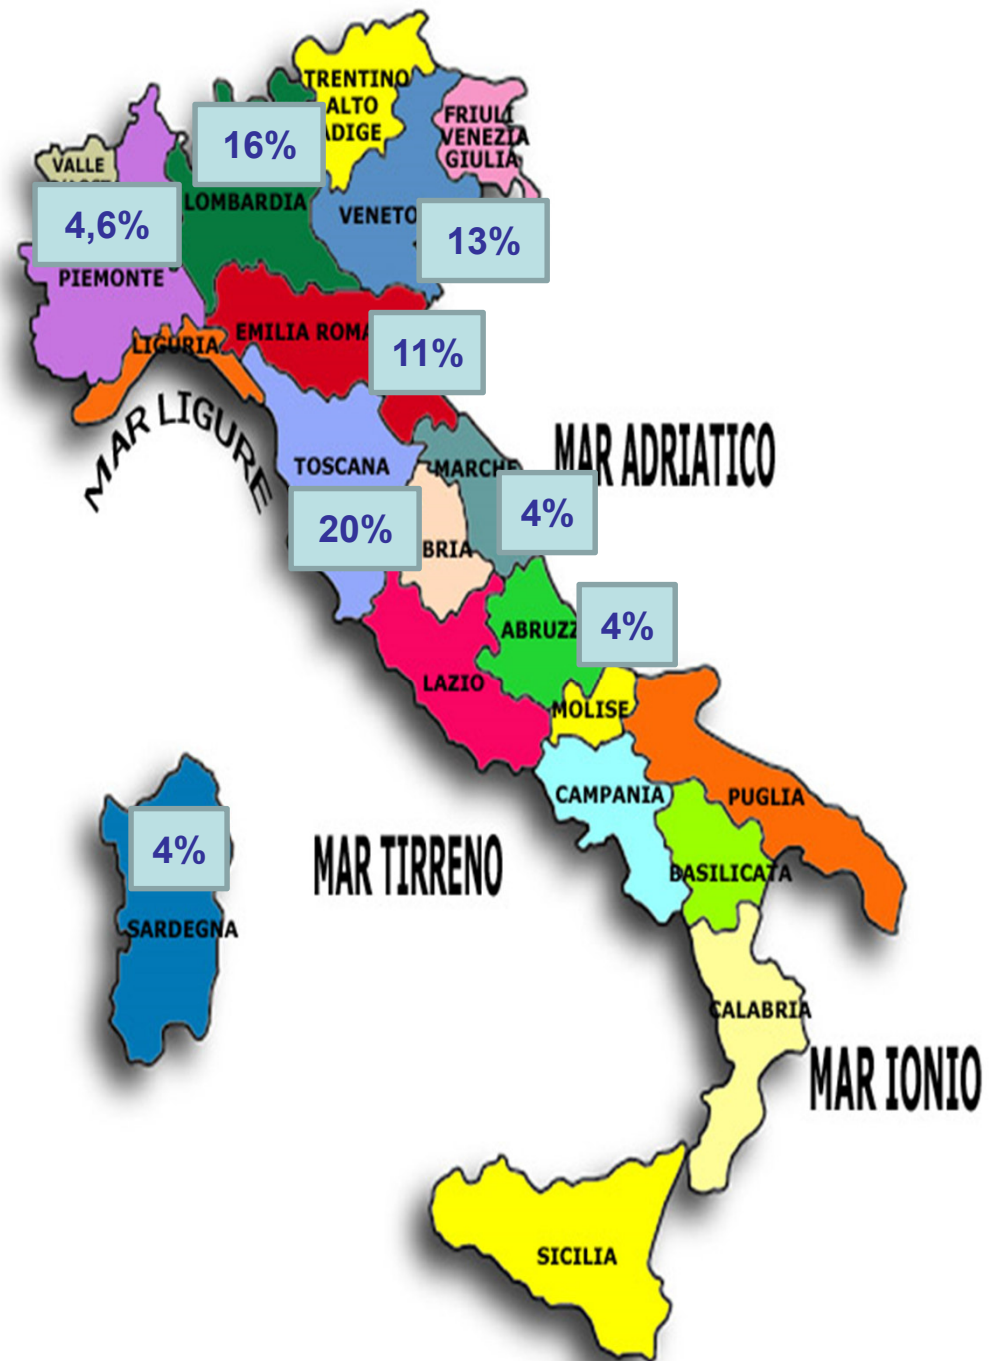 TRENTINO
ALTO
ADIGE
FRIULI
VENEZIA
GIULIA
16%
VALLE
LOMBARDIA
4,6%
VENETO
13%
PIEMONTE
EMILIA ROMA
LIGURIA
11%
MAR LIGURE
MAR ADRIATICO
TOSCANA
MARCHE
20%
4%
BRIA
ABRUZZ
4%
LAZIO
MOLISE
CAMPANIA
PUGLIA
4%
MAR TIRRENO
BASILICATA
SARDEGNA
CALABRIA
MAR IONIO
SICILIA